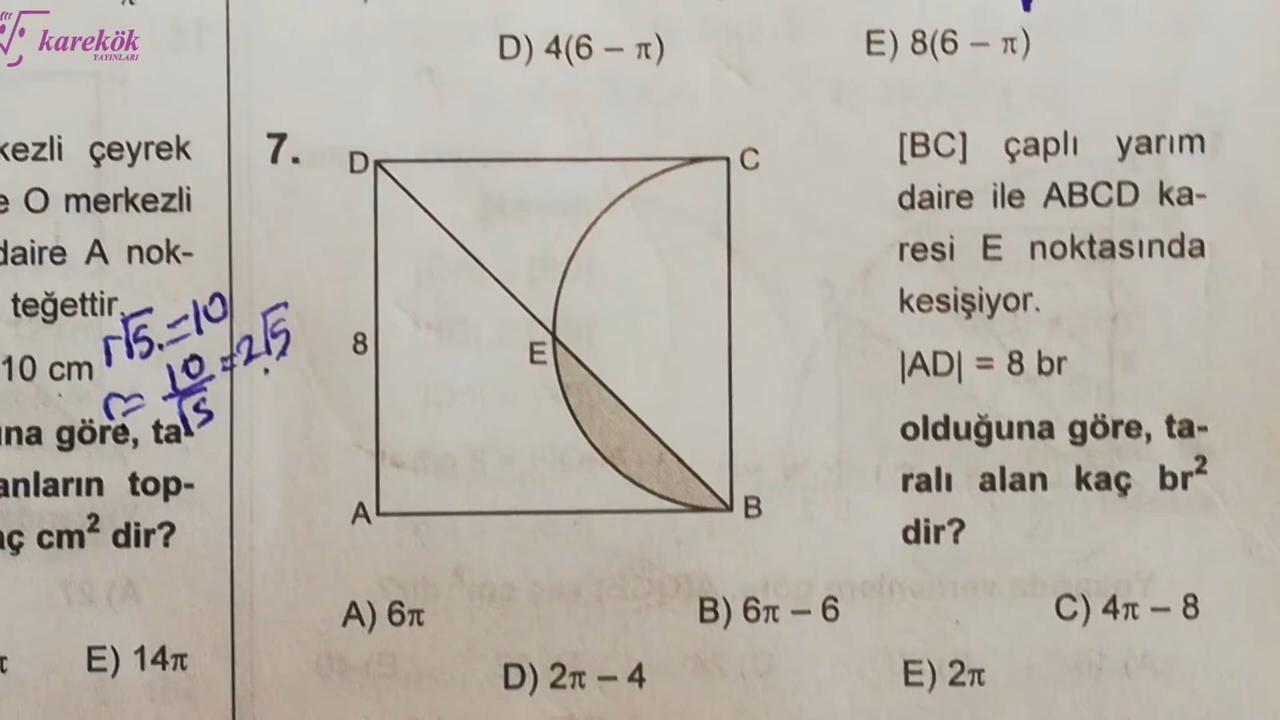 karekök
YAYINLARI
D) 4(6 – π) E) 8(6 – π)
kezli çeyrek
e O merkezli
daire A nok-
teğettir.
r√5.=10
10 cm
r= 10/√5 =2√5
una göre, ta-
anların top-
aç cm² dir?
E) 14π
7.
D C
8
E
A B
[BC] çaplı yarım
daire ile ABCD ka-
resi E noktasında
kesişiyor.
|AD| = 8 br
olduğuna göre, ta-
ralı alan kaç br²
dir?
A) 6π B) 6π – 6 C) 4π – 8
D) 2π – 4 E) 2π